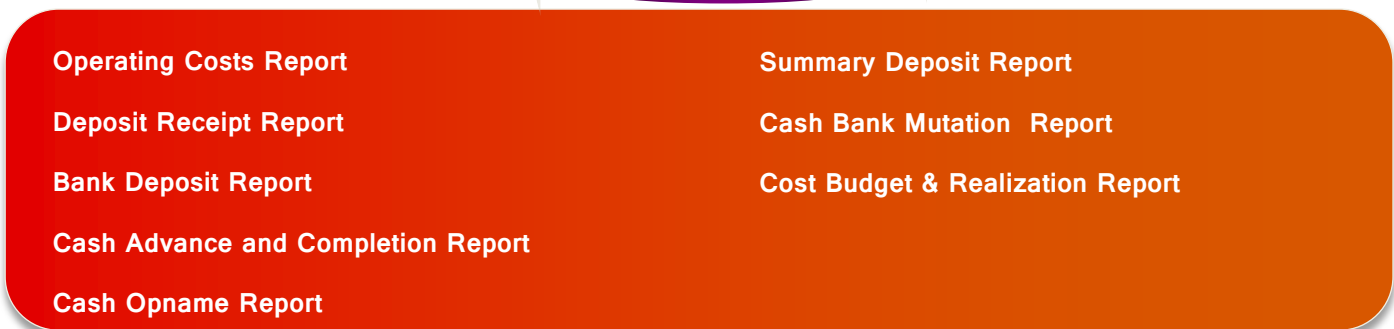 Operating Costs Report
Deposit Receipt Report
Bank Deposit Report
Cash Advance and Completion Report
Cash Opname Report
Summary Deposit Report
Cash Bank Mutation  Report
Cost Budget & Realization Report